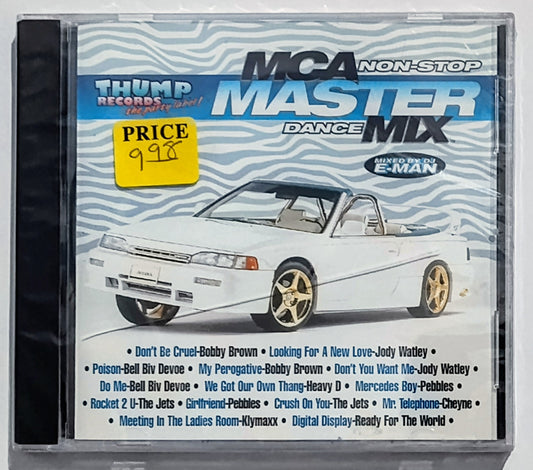 MCA NON-STOP
THUMP
RECORDS
the party label!
MASTER
DANCE MIX
PRICE
998
MIXED BY DJ
E-MAN
• Don't Be Cruel-Bobby Brown • Looking For A New Love-Jody Watley •
• Poison-Bell Biv Devoe • My Perogative-Bobby Brown • Don't You Want Me-Jody Watley •
• Do Me-Bell Biv Devoe • We Got Our Own Thang-Heavy D • Mercedes Boy-Pebbles •
• Rocket 2 U-The Jets • Girlfriend-Pebbles • Crush On You-The Jets • Mr. Telephone-Cheyne •
• Meeting In The Ladies Room-Klymaxx • Digital Display-Ready For The World •